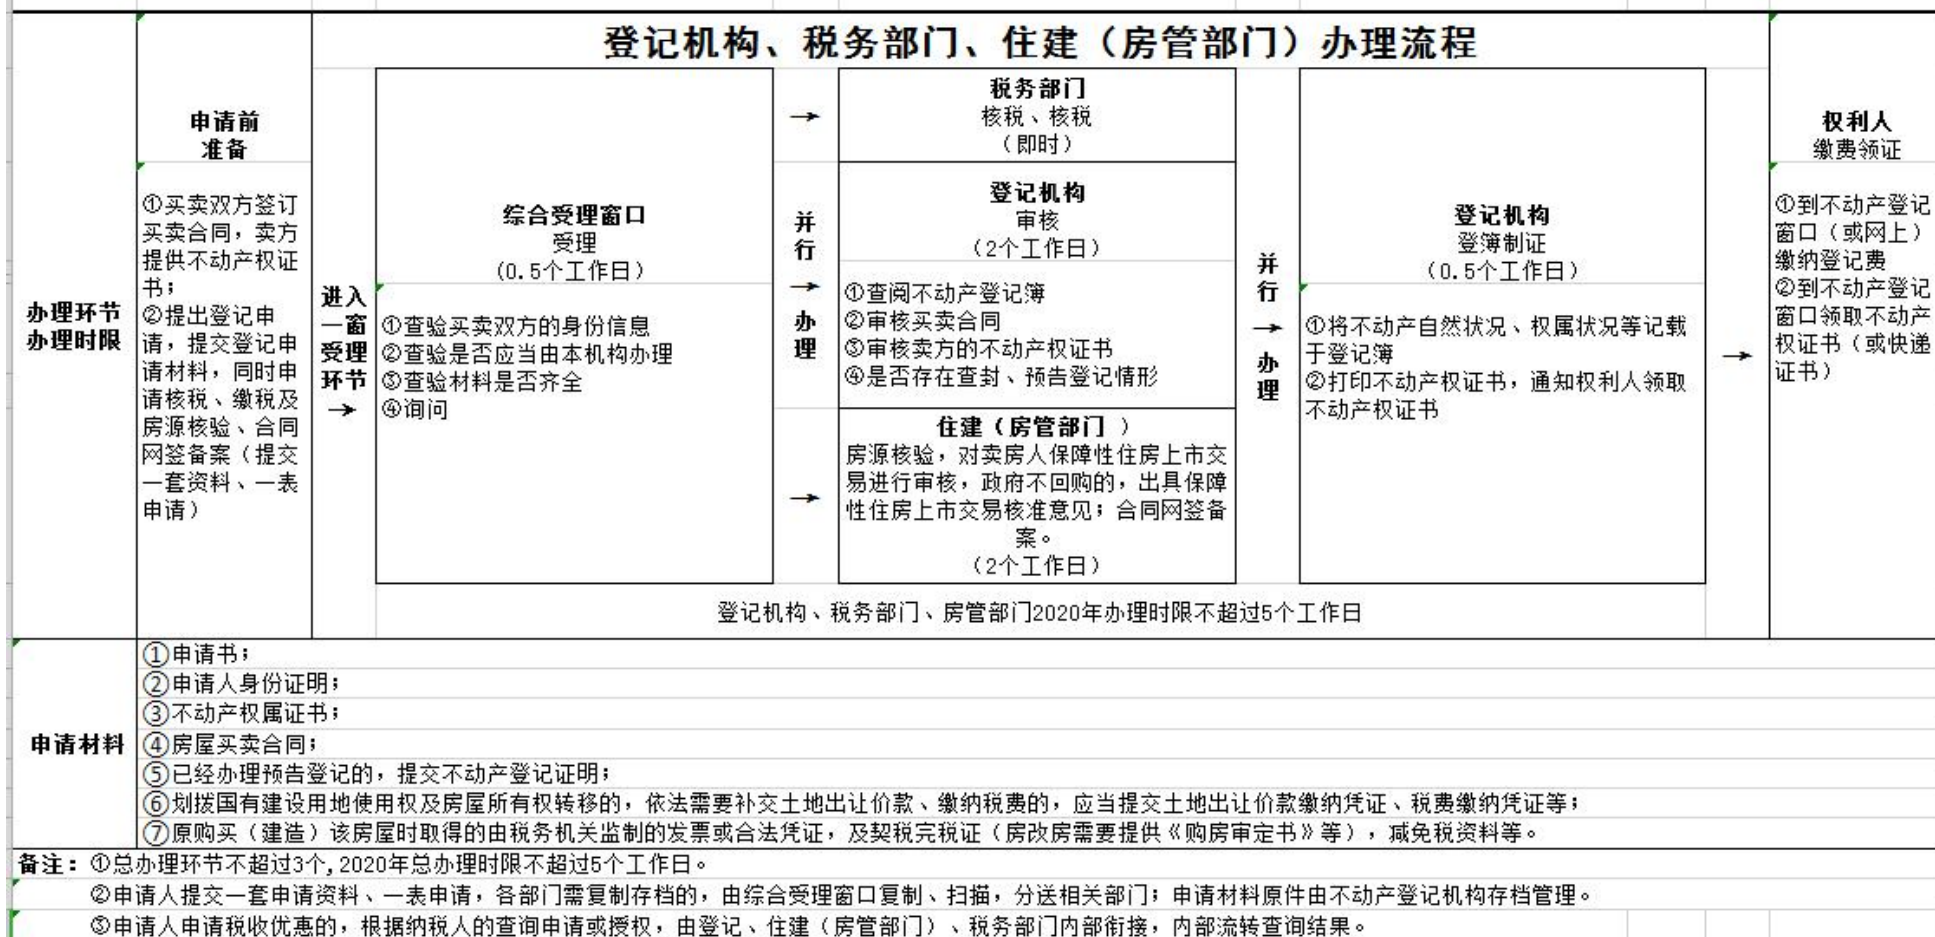 登记机构、税务部门、住建（房管部门）办理流程
办理环节
办理时限
申请前
准备
①买卖双方签订
买卖合同，卖方
提供不动产权证
书；
②提出登记申
请，提交登记申
请材料，同时申
请核税、缴税及
房源核验、合同
网签备案（提交
一套资料、一表
申请）
进入
一窗
受理
环节
→
综合受理窗口
受理
（0.5个工作日）
①查验买卖双方的身份信息
②查验是否应当由本机构办理
③查验材料是否齐全
④询问
→
并
行
→
办
理
→
税务部门
核税、核税
（即时）
登记机构
审核
（2个工作日）
①查阅不动产登记簿
②审核买卖合同
③审核卖方的不动产权证书
④是否存在查封、预告登记情形
住建（房管部门 ）
房源核验，对卖房人保障性住房上市交
易进行审核，政府不回购的，出具保障
性住房上市交易核准意见；合同网签备
案。
（2个工作日）
并
行
→
办
理
登记机构
登簿制证
（0.5个工作日）
①将不动产自然状况、权属状况等记载
于登记簿
②打印不动产权证书，通知权利人领取
不动产权证书
→
权利人
缴费领证
①到不动产登记
窗口（或网上）
缴纳登记费
②到不动产登记
窗口领取不动产
权证书（或快递
证书）
登记机构、税务部门、房管部门2020年办理时限不超过5个工作日
申请材料
①申请书；
②申请人身份证明；
③不动产权属证书；
④房屋买卖合同；
⑤已经办理预告登记的，提交不动产登记证明；
⑥划拨国有建设用地使用权及房屋所有权转移的，依法需要补交土地出让价款、缴纳税费的，应当提交土地出让价款缴纳凭证、税费缴纳凭证等；
⑦原购买（建造）该房屋时取得的由税务机关监制的发票或合法凭证，及契税完税证（房改房需要提供《购房审定书》等），减免税资料等。
备注：①总办理环节不超过3个,2020年总办理时限不超过5个工作日。
②申请人提交一套申请资料、一表申请，各部门需复制存档的，由综合受理窗口复制、扫描，分送相关部门；申请材料原件由不动产登记机构存档管理。
③申请人申请税收优惠的，根据纳税人的查询申请或授权，由登记、住建（房管部门）、税务部门内部衔接，内部流转查询结果。